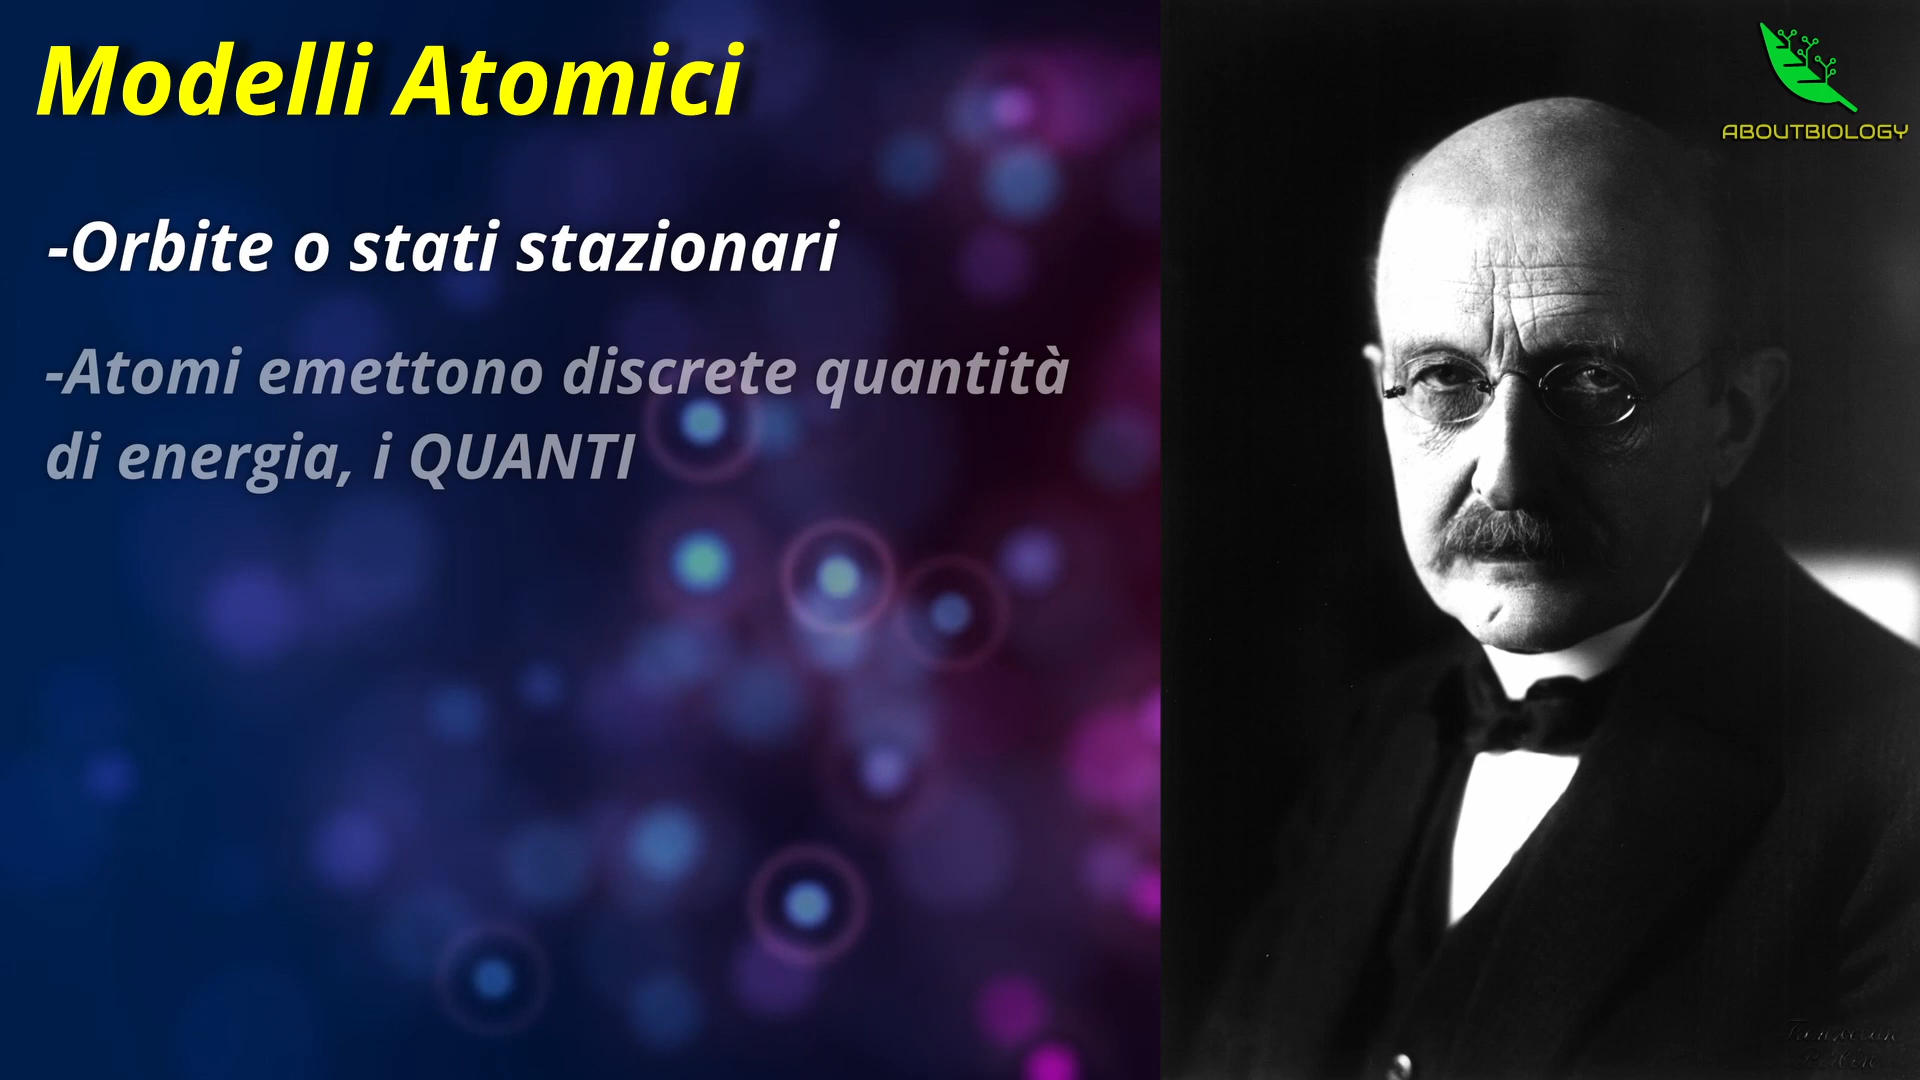 Modelli Atomici
ABOUTBIOLOGY
-Orbite o stati stazionari
-Atomi emettono discrete quantità
di energia, i QUANTI